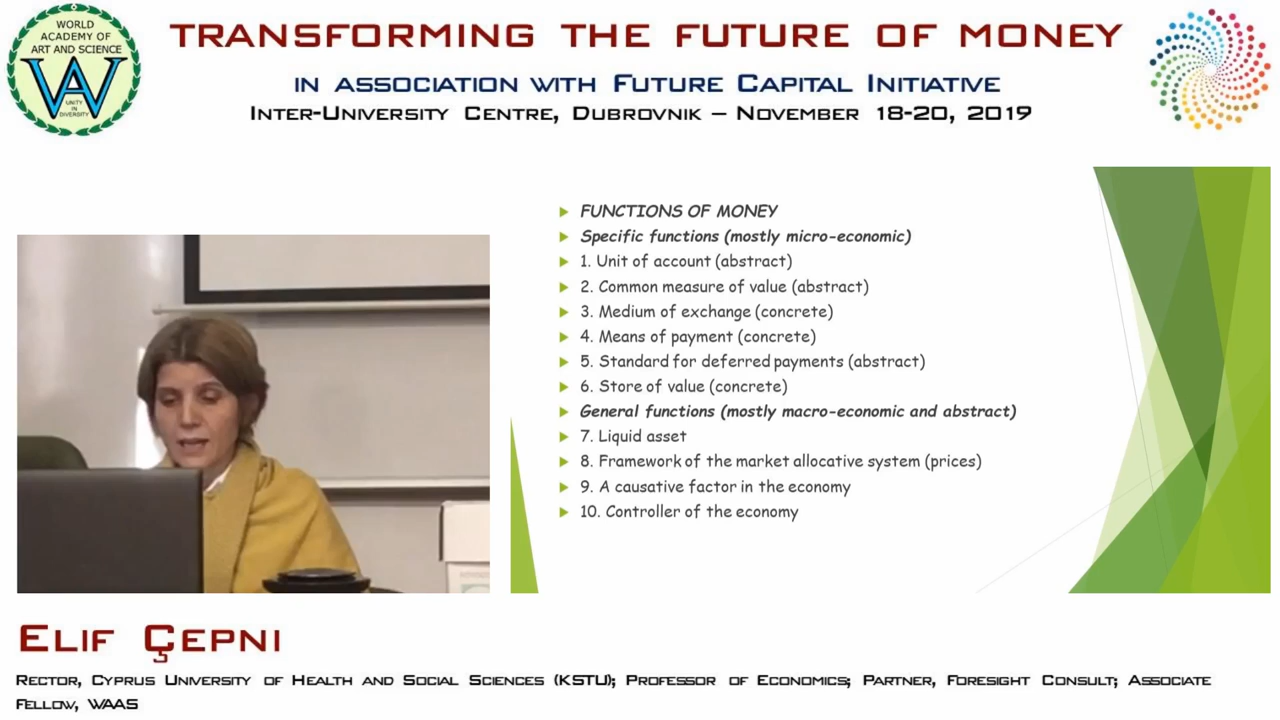 WORLD
ACADEMY OF
ART AND SCIENCE
WA
UNITY
IN
DIVERSITY
TRANSFORMING THE FUTURE OF MONEY
IN ASSOCIATION WITH FUTURE CAPITAL INITIATIVE
INTER-UNIVERSITY CENTRE, DUBROVNIK – NOVEMBER 18-20, 2019
FUNCTIONS OF MONEY
Specific functions (mostly micro-economic)
1. Unit of account (abstract)
2. Common measure of value (abstract)
3. Medium of exchange (concrete)
4. Means of payment (concrete)
5. Standard for deferred payments (abstract)
6. Store of value (concrete)
General functions (mostly macro-economic and abstract)
7. Liquid asset
8. Framework of the market allocative system (prices)
9. A causative factor in the economy
10. Controller of the economy
ELIF ÇEPNI
RECTOR, CYPRUS UNIVERSITY OF HEALTH AND SOCIAL SCIENCES (KSTU); PROFESSOR OF ECONOMICS; PARTNER, FORESIGHT CONSULT; ASSOCIATE
FELLOW, WAAS